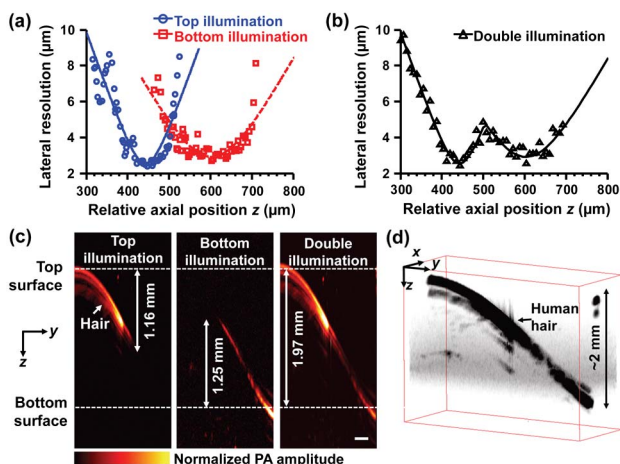 (a)
Top illumination
Bottom illumination
Lateral resolution (µm)
10
8
6
4
2
300 400 500 600 700 800
Relative axial position z (µm)
(b)
Double illumination
Lateral resolution (µm)
10
8
6
4
2
300 400 500 600 700 800
Relative axial position z (µm)
(c)
Top illumination
Bottom illumination
Double illumination
Top surface
Hair
1.16 mm
1.25 mm
1.97 mm
y
z
Bottom surface
Normalized PA amplitude
(d)
x
y
z
Human hair
~2 mm